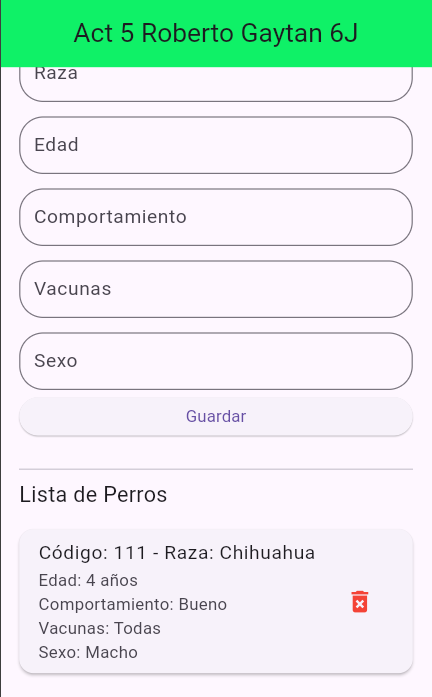 Act 5 Roberto Gaytan 6J
Raza
Edad
Comportamiento
Vacunas
Sexo
Guardar
Lista de Perros
Código: 111 - Raza: Chihuahua
Edad: 4 años
Comportamiento: Bueno
Vacunas: Todas
Sexo: Macho